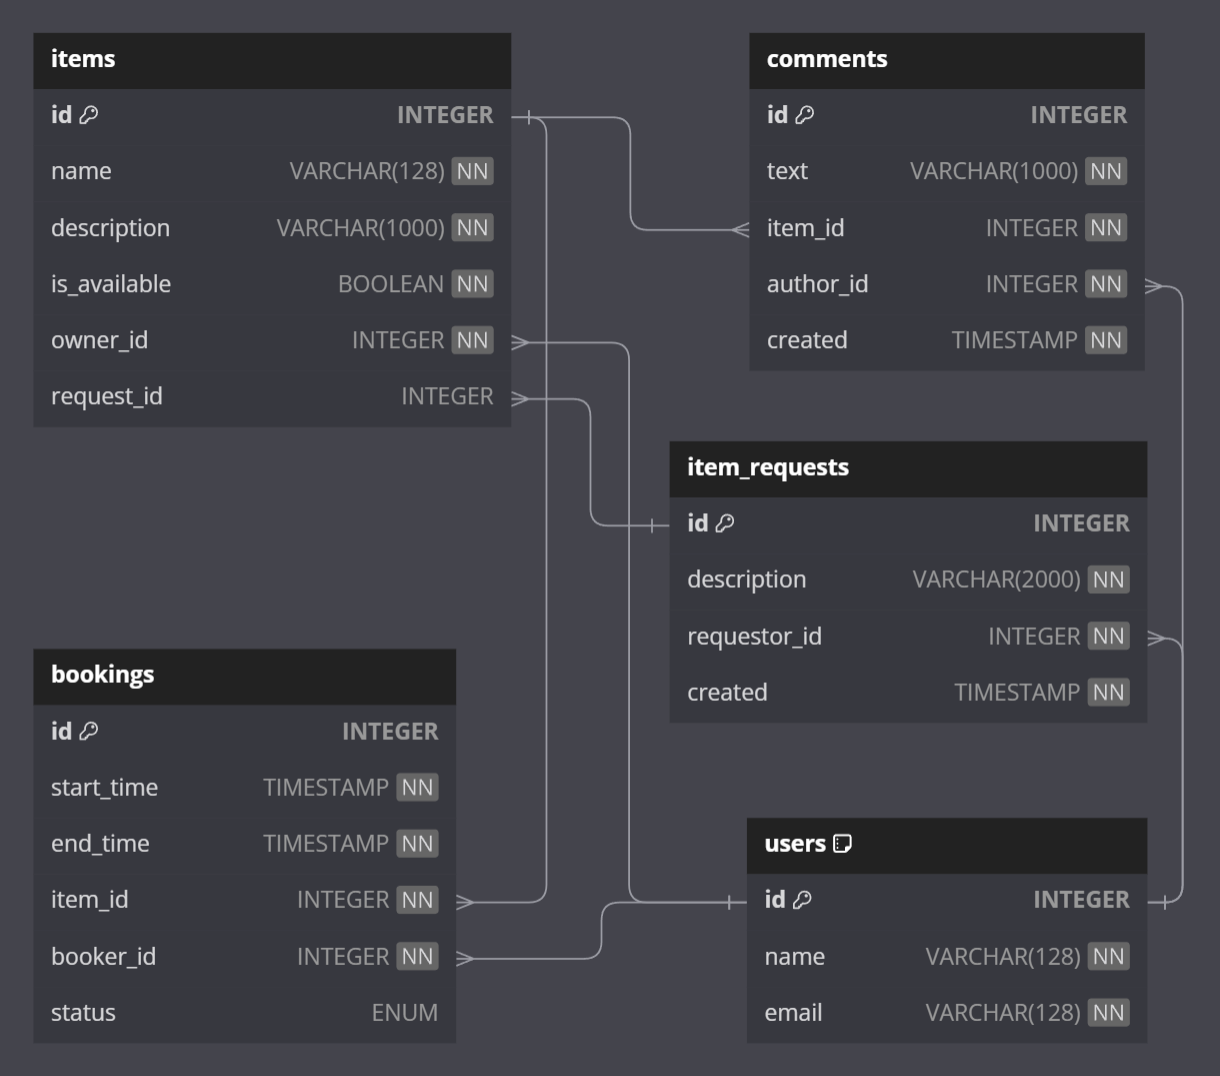 items
id INTEGER
name VARCHAR(128) NN
description VARCHAR(1000) NN
is_available BOOLEAN NN
owner_id INTEGER NN
request_id INTEGER
comments
id INTEGER
text VARCHAR(1000) NN
item_id INTEGER NN
author_id INTEGER NN
created TIMESTAMP NN
item_requests
id INTEGER
description VARCHAR(2000) NN
requestor_id INTEGER NN
created TIMESTAMP NN
bookings
id INTEGER
start_time TIMESTAMP NN
end_time TIMESTAMP NN
item_id INTEGER NN
booker_id INTEGER NN
status ENUM
users
id INTEGER
name VARCHAR(128) NN
email VARCHAR(128) NN